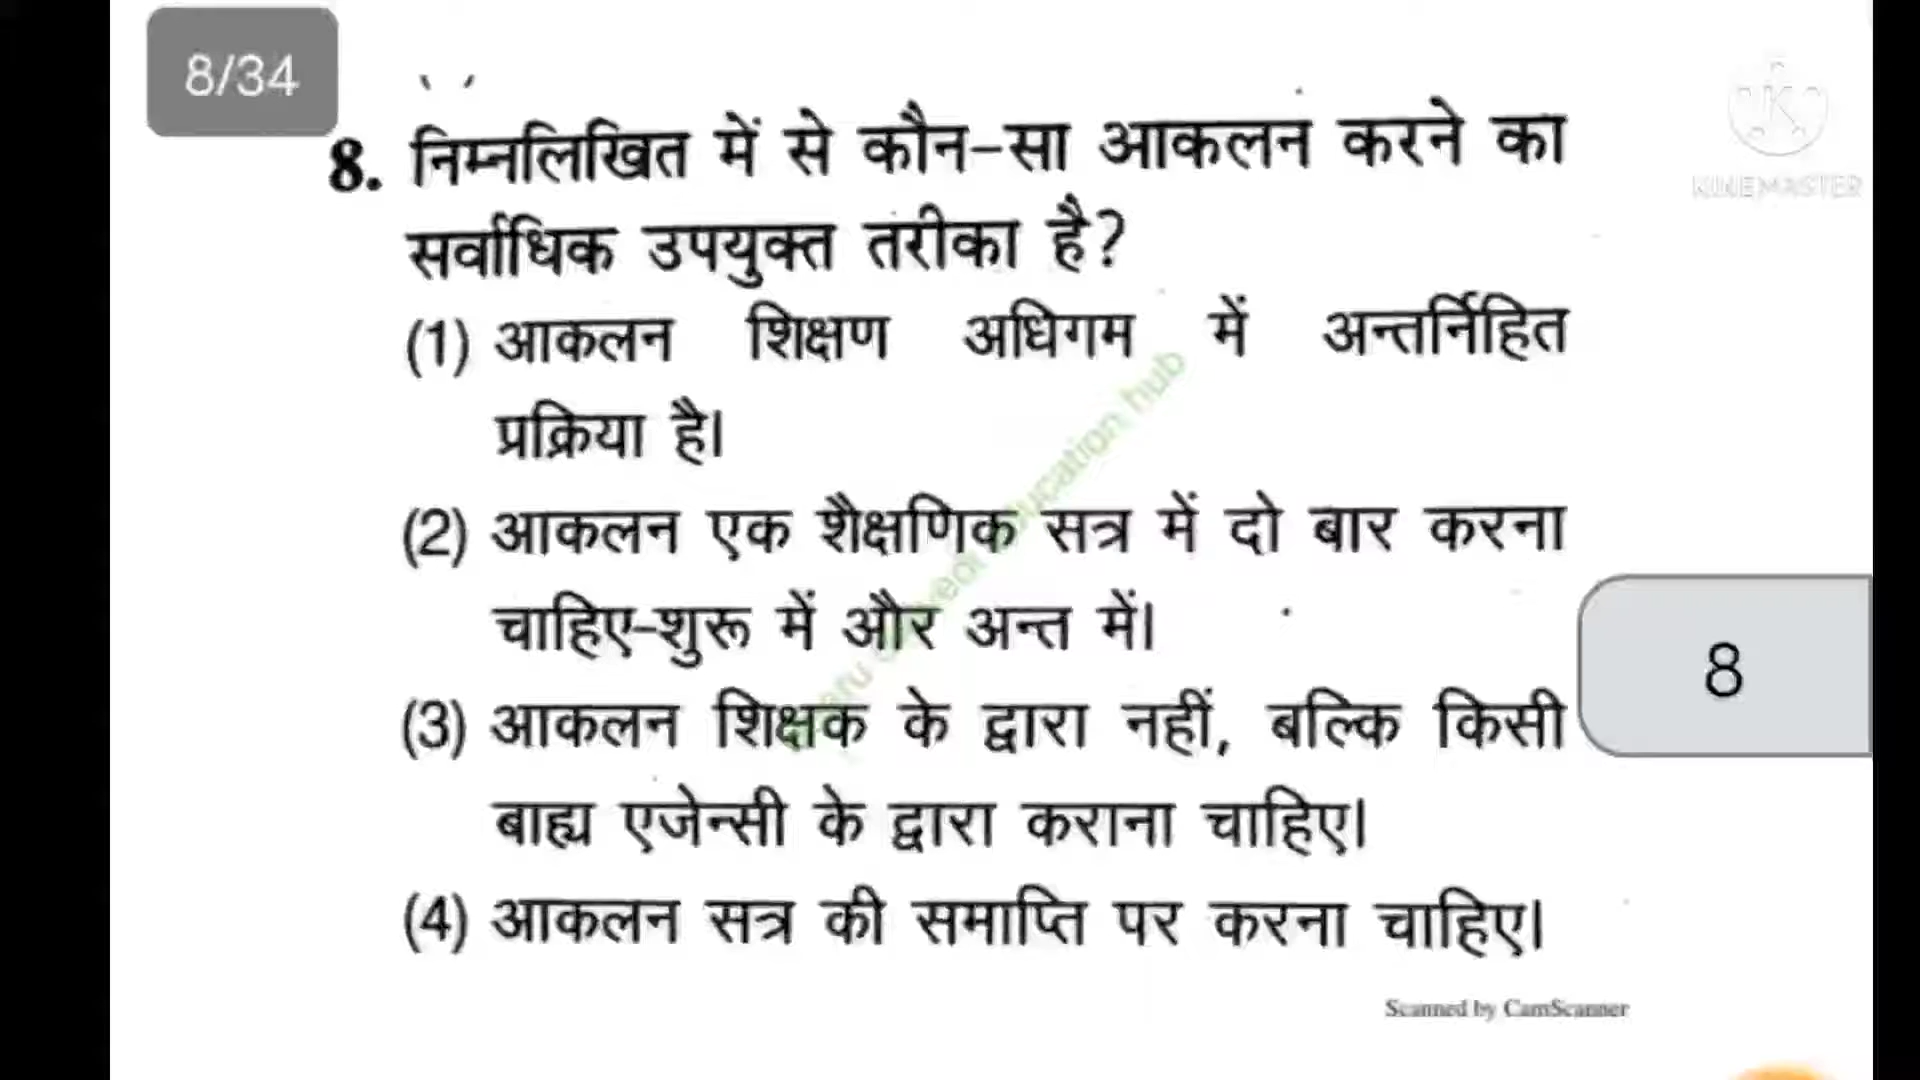 8/34
KINEMASTER
8. निम्नलिखित में से कौन-सा आकलन करने का
सर्वाधिक उपयुक्त तरीका है?
(1) आकलन शिक्षण अधिगम में अन्तर्निहित
प्रक्रिया है।
(2) आकलन एक शैक्षणिक सत्र में दो बार करना
चाहिए-शुरू में और अन्त में।
(3) आकलन शिक्षक के द्वारा नहीं, बल्कि किसी
बाह्य एजेन्सी के द्वारा कराना चाहिए।
(4) आकलन सत्र की समाप्ति पर करना चाहिए।
8
education hub
Scanned by CamScanner